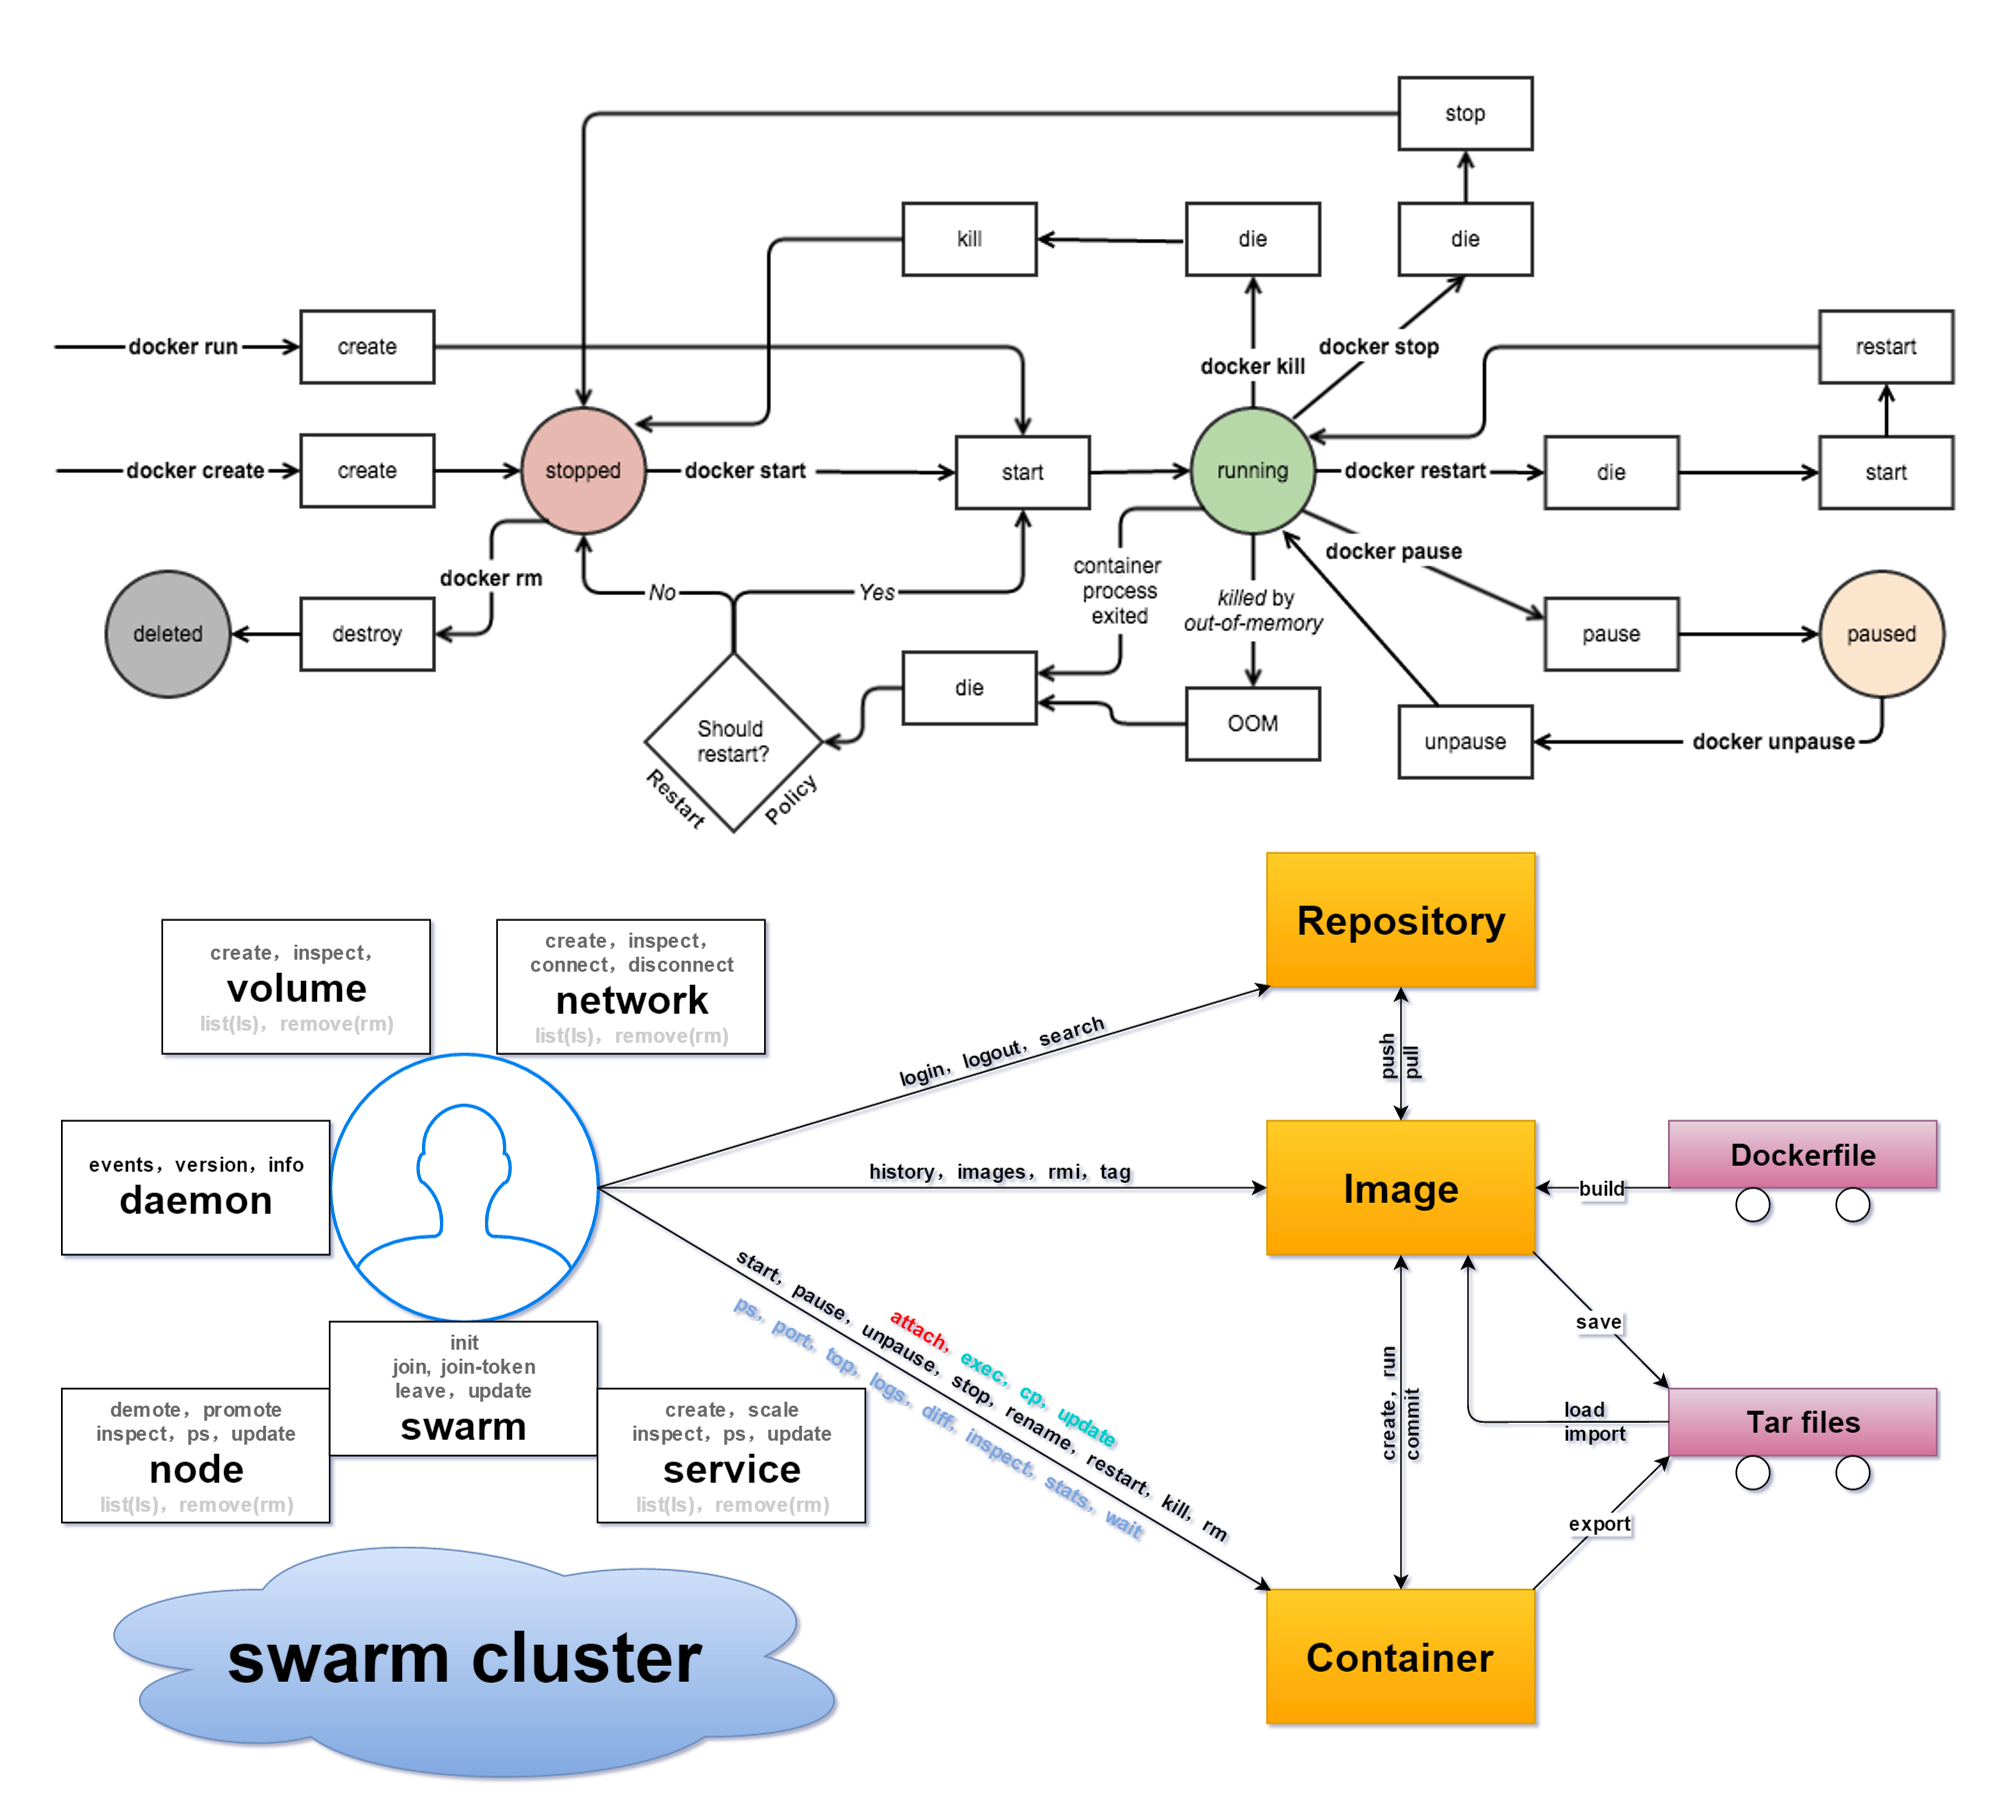 stop
kill
die
die
docker run
create
docker kill
docker stop
restart
docker create
create
stopped
docker start
start
running
docker restart
die
start
docker rm
No
Yes
container
process
exited
killed by
out-of-memory
docker pause
deleted
destroy
pause
paused
die
OOM
Should
restart?
Restart
Policy
unpause
docker unpause
Repository
create，inspect，
volume
list(ls)，remove(rm)
create，inspect，
connect，disconnect
network
list(ls)，remove(rm)
login，logout，search
push
pull
events，version，info
daemon
history，images，rmi，tag
Image
build
Dockerfile
attach，exec，cp，update
start，pause，unpause，stop，rename，restart，kill，rm
ps，port，top，logs，diff，inspect，stats，wait
save
init
join, join-token
leave，update
swarm
demote，promote
inspect，ps，update
node
list(ls)，remove(rm)
create，scale
inspect，ps，update
service
list(ls)，remove(rm)
create，run
commit
load
import
Tar files
export
swarm cluster
Container